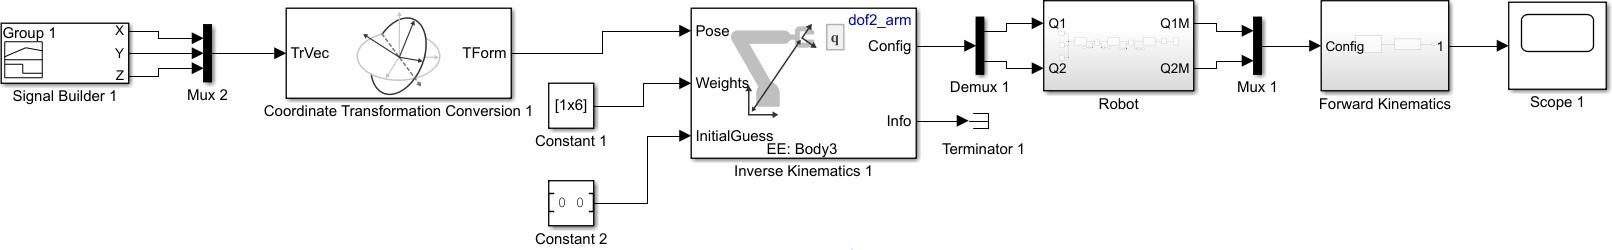 Group 1
X
Y
Z
Signal Builder 1
Mux 2
TrVec
TForm
Coordinate Transformation Conversion 1
[1x6]
Constant 1
0 0
Constant 2
dof2_arm
Pose
Weights
InitialGuess
q
Config
Info
EE: Body3
Inverse Kinematics 1
Demux 1
Terminator 1
Q1
Q2
Q1M
Q2M
Robot
Mux 1
Config
1
Forward Kinematics
Scope 1